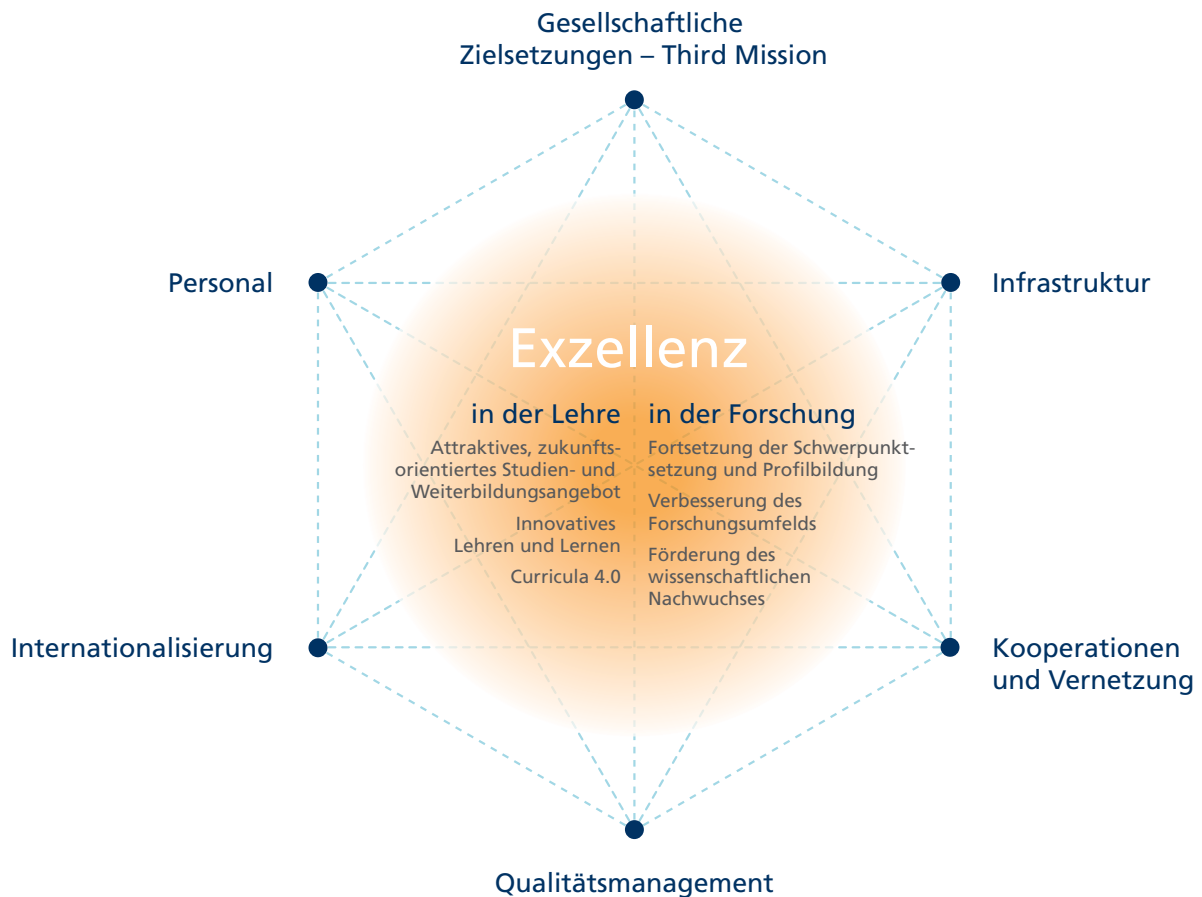 Gesellschaftliche
Zielsetzungen – Third Mission
Personal
Infrastruktur
Exzellenz
in der Lehre
Attraktives, zukunfts-
orientiertes Studien- und
Weiterbildungsangebot
Innovatives
Lehren und Lernen
Curricula 4.0
in der Forschung
Fortsetzung der Schwerpunkt-
setzung und Profilbildung
Verbesserung des
Forschungsumfelds
Förderung des
wissenschaftlichen
Nachwuchses
Internationalisierung
Kooperationen
und Vernetzung
Qualitätsmanagement